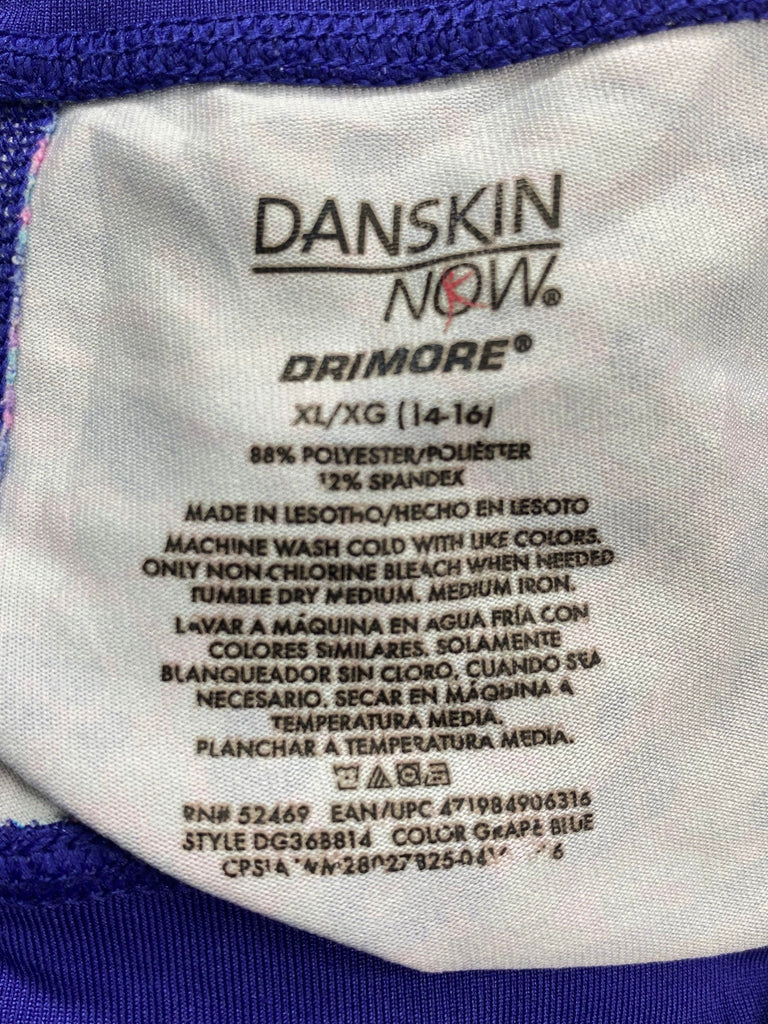 DANSKIN
NOW®
K
DRIMORE®
XL/XG (14-16)
88% POLYESTER/POLIÉSTER
12% SPANDEX
MADE IN LESOTHO/HECHO EN LESOTO
MACHINE WASH COLD WITH LIKE COLORS.
ONLY NON-CHLORINE BLEACH WHEN NEEDED
TUMBLE DRY MEDIUM. MEDIUM IRON.
LAVAR A MÁQUINA EN AGUA FRÍA CON
COLORES SIMILARES. SOLAMENTE
BLANQUEADOR SIN CLORO, CUANDO SEA
NECESARIO. SECAR EN MÁQUINA A
TEMPERATURA MEDIA.
PLANCHAR A TEMPERATURA MEDIA.
RN# 52469 EAN/UPC 471984906316
STYLE DG36B814 COLOR GRAPE BLUE
CPSIA